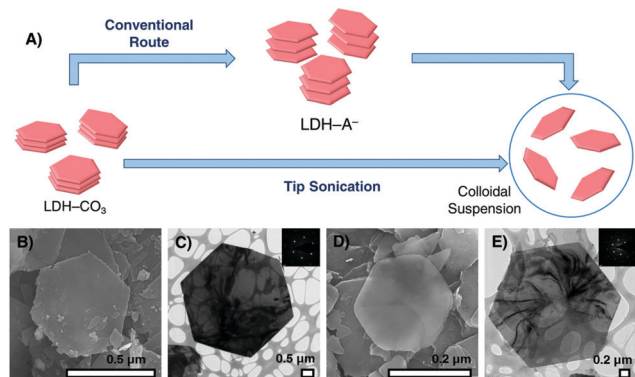 A)
Conventional
Route
LDH–A⁻
LDH–CO₃
Tip Sonication
Colloidal
Suspension
B)
0.5 µm
C)
0.5 µm
D)
0.2 µm
E)
0.2 µm